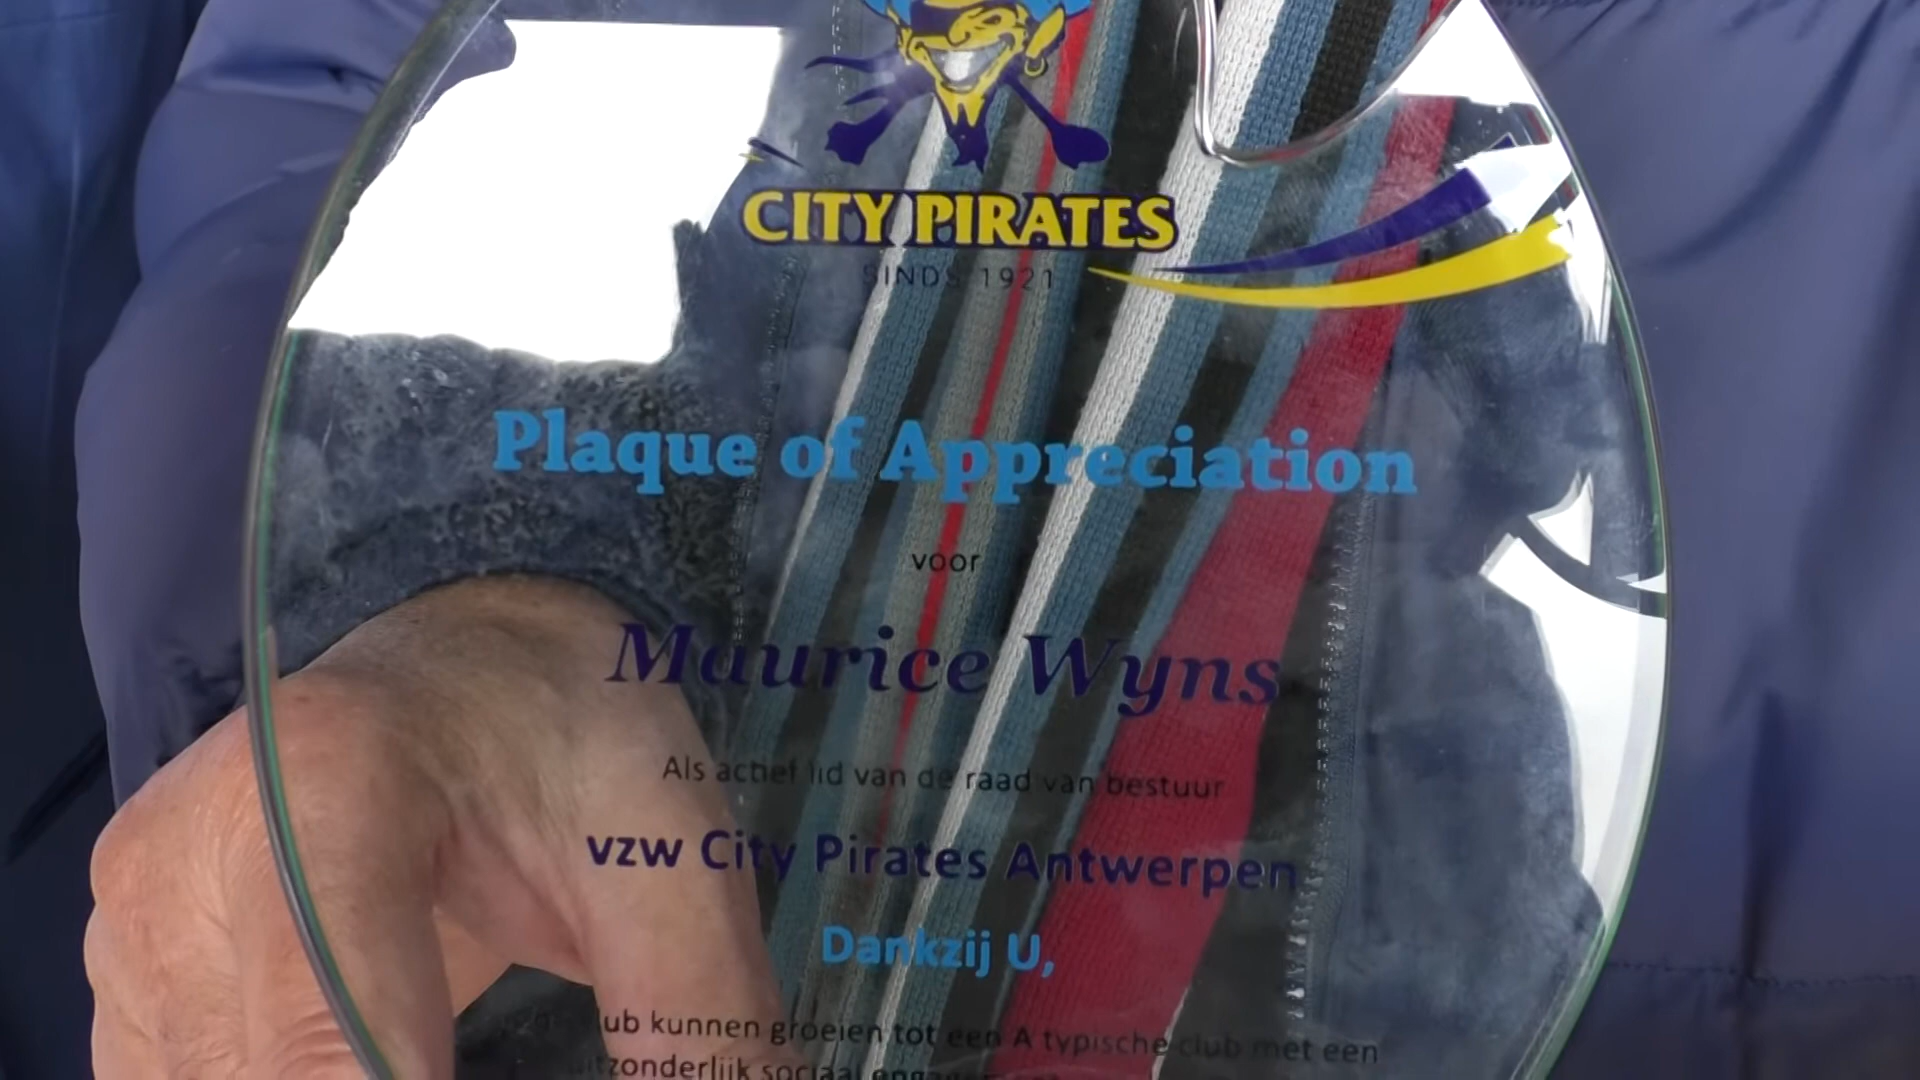 CITY PIRATES
SINDS 1921
Plaque of Appreciation
voor
Maurice Wyns
Als actief lid van de raad van bestuur
vzw City Pirates Antwerpen
Dankzij U,
kunnen groeien tot een A typische club met een
uitzonderlijk sociaal